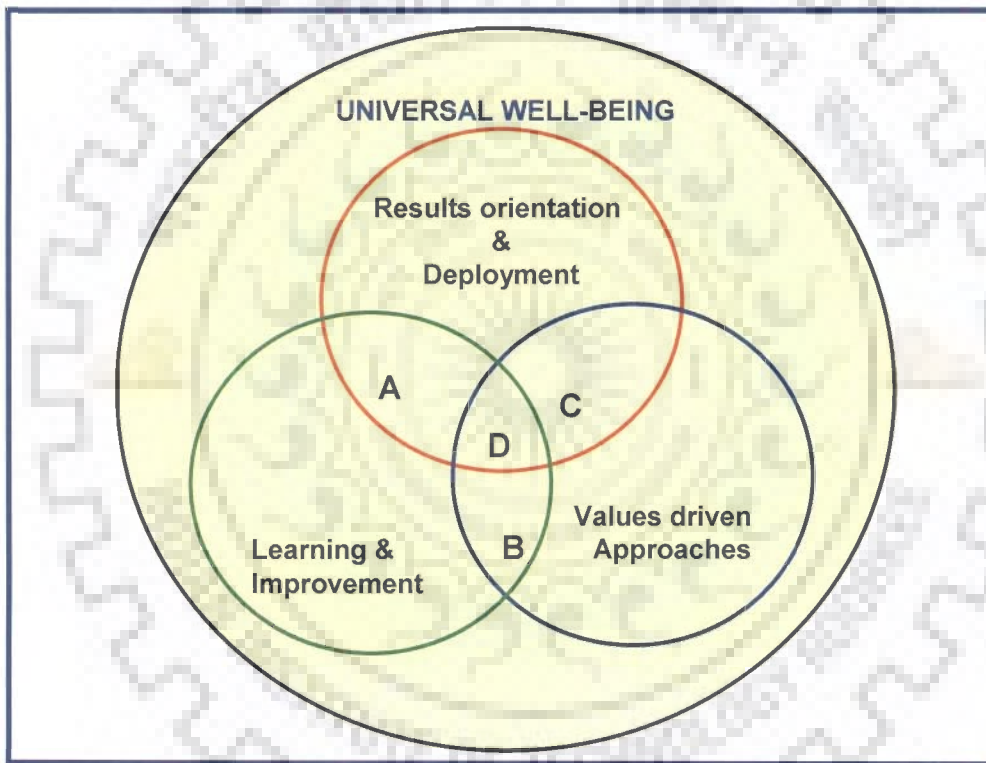 UNIVERSAL WELL-BEING
Results orientation
&
Deployment
A
C
D
B
Values driven
Approaches
Learning &
Improvement